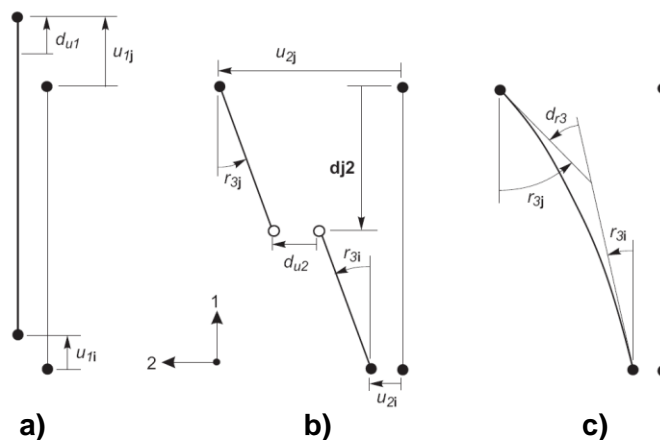 d_u1
u_1j
u_1i
a)
u_2j
r_3j
dj2
d_u2
r_3i
1
2
u_2i
b)
d_r3
r_3j
r_3i
c)